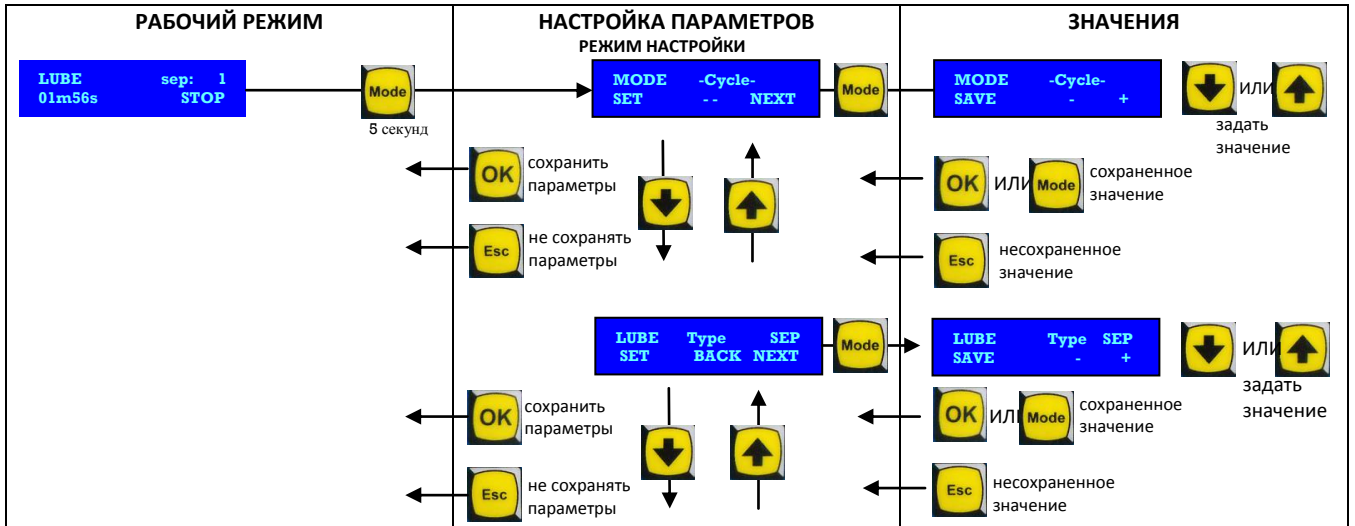 РАБОЧИЙ РЕЖИМ
НАСТРОЙКА ПАРАМЕТРОВ
РЕЖИМ НАСТРОЙКИ
ЗНАЧЕНИЯ
LUBE sep: 1
01m56s STOP
Mode
5 секунд
MODE -Cycle-
SET -- NEXT
Mode
MODE -Cycle-
SAVE - +
ИЛИ
задать
значение
OK
сохранить
параметры
Esc
не сохранять
параметры
OK ИЛИ Mode
сохраненное
значение
Esc
несохраненное
значение
LUBE Type SEP
SET BACK NEXT
Mode
LUBE Type SEP
SAVE - +
ИЛИ
задать
значение
OK
сохранить
параметры
Esc
не сохранять
параметры
OK ИЛИ Mode
сохраненное
значение
Esc
несохраненное
значение